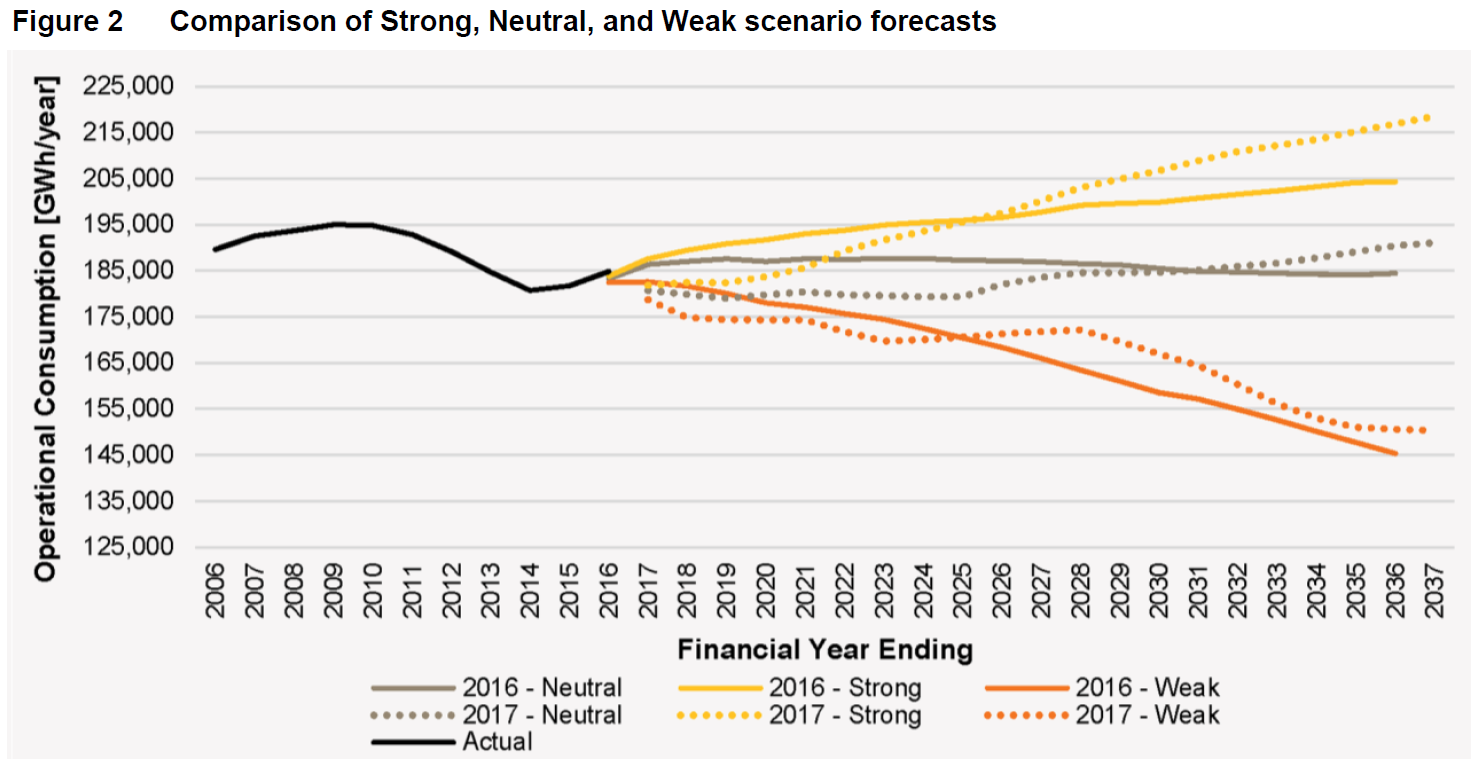 Figure 2 Comparison of Strong, Neutral, and Weak scenario forecasts
Operational Consumption [GWh/year]
225,000
215,000
205,000
195,000
185,000
175,000
165,000
155,000
145,000
135,000
125,000
2006 2007 2008 2009 2010 2011 2012 2013 2014 2015 2016 2017 2018 2019 2020 2021 2022 2023 2024 2025 2026 2027 2028 2029 2030 2031 2032 2033 2034 2035 2036 2037
Financial Year Ending
2016 - Neutral 2016 - Strong 2016 - Weak
2017 - Neutral 2017 - Strong 2017 - Weak
Actual